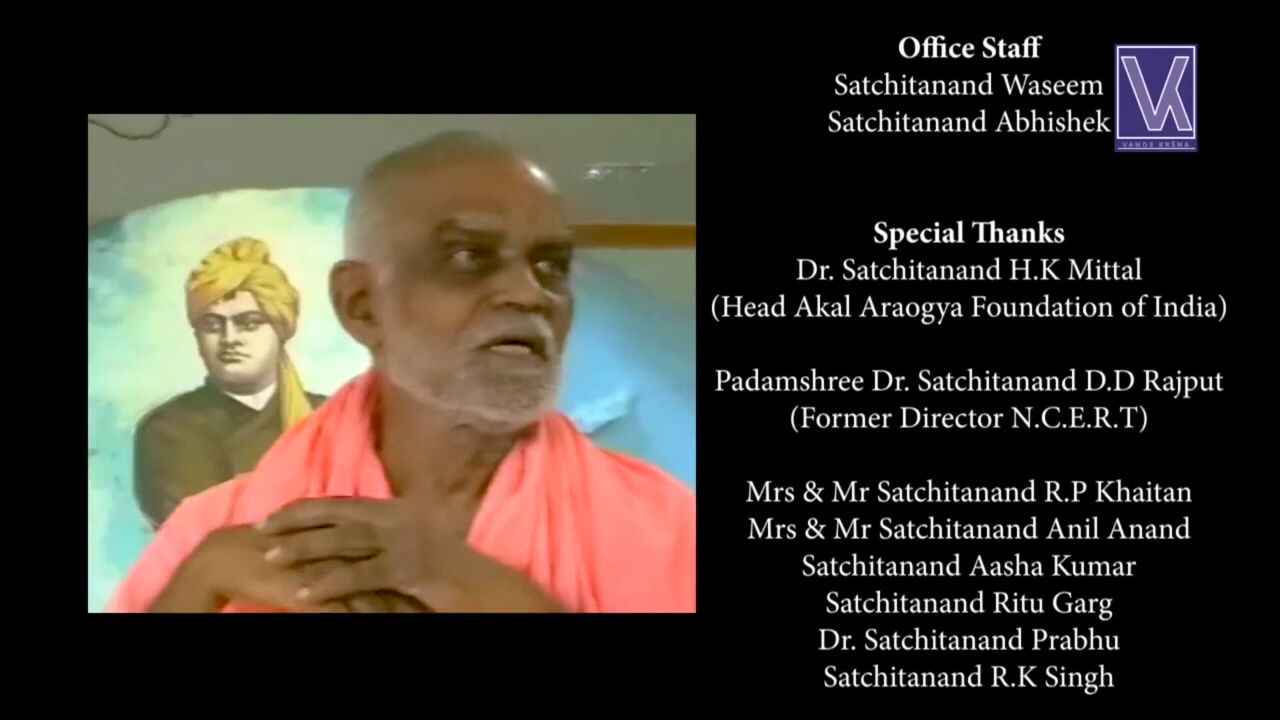 Office Staff
Satchitanand Waseem
Satchitanand Abhishek
VANDE KRSNA
Special Thanks
Dr. Satchitanand H.K Mittal
(Head Akal Araogya Foundation of India)
Padamshree Dr. Satchitanand D.D Rajput
(Former Director N.C.E.R.T)
Mrs & Mr Satchitanand R.P Khaitan
Mrs & Mr Satchitanand Anil Anand
Satchitanand Aasha Kumar
Satchitanand Ritu Garg
Dr. Satchitanand Prabhu
Satchitanand R.K Singh